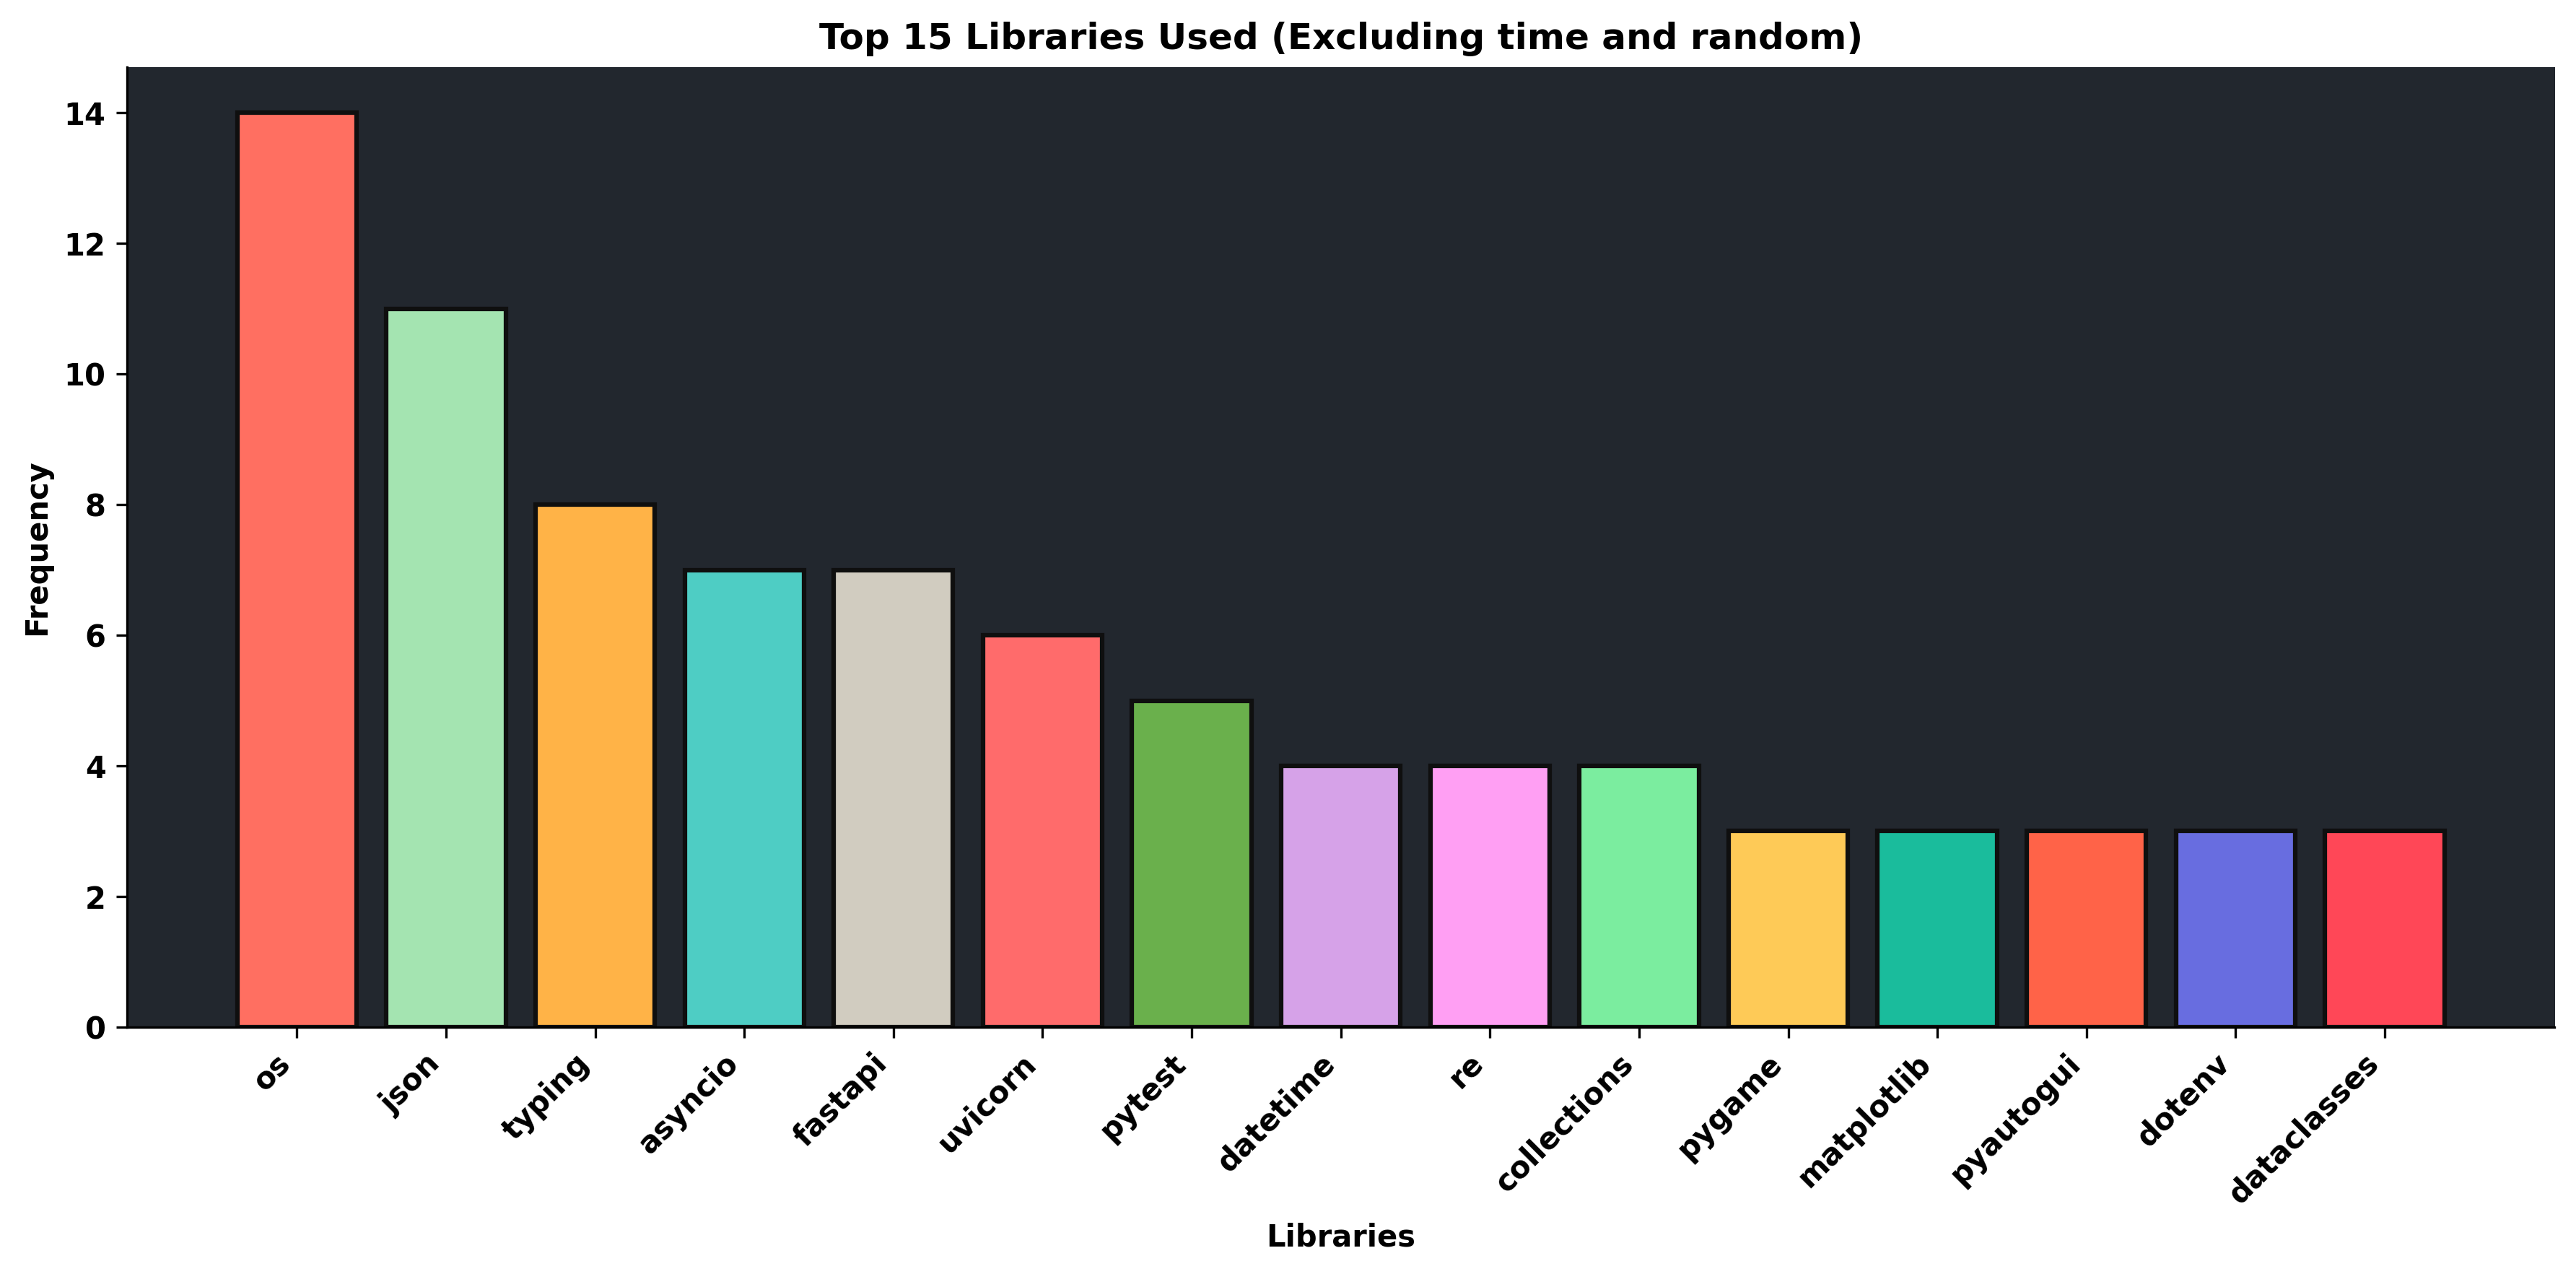 Top 15 Libraries Used (Excluding time and random)
Frequency
14
12
10
8
6
4
2
0
os
json
typing
asyncio
fastapi
uvicorn
pytest
datetime
re
collections
pygame
matplotlib
pyautogui
dotenv
dataclasses
Libraries